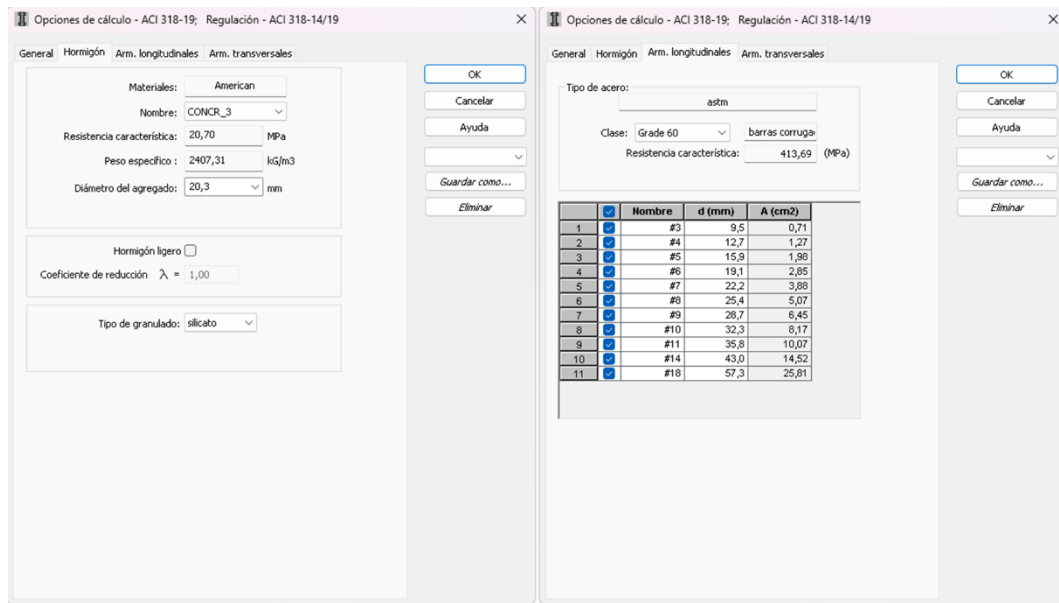 Opciones de cálculo - ACI 318-19; Regulación - ACI 318-14/19
General Hormigón Arm. longitudinales Arm. transversales
Materiales: American
Nombre: CONCR_3
Resistencia característica: 20,70 MPa
Peso específico : 2407,31 kG/m3
Diámetro del agregado: 20,3 mm
Hormigón ligero
Coeficiente de reducción λ = 1,00
Tipo de granulado: silicato
OK
Cancelar
Ayuda
Guardar como...
Eliminar
Opciones de cálculo - ACI 318-19; Regulación - ACI 318-14/19
General Hormigón Arm. longitudinales Arm. transversales
Tipo de acero:
astm
Clase: Grade 60 barras corruga
Resistencia característica: 413,69 (MPa)
Nombre d (mm) A (cm2)
1 #3 9,5 0,71
2 #4 12,7 1,27
3 #5 15,9 1,98
4 #6 19,1 2,85
5 #7 22,2 3,88
6 #8 25,4 5,07
7 #9 28,7 6,45
8 #10 32,3 8,17
9 #11 35,8 10,07
10 #14 43,0 14,52
11 #18 57,3 25,81
OK
Cancelar
Ayuda
Guardar como...
Eliminar